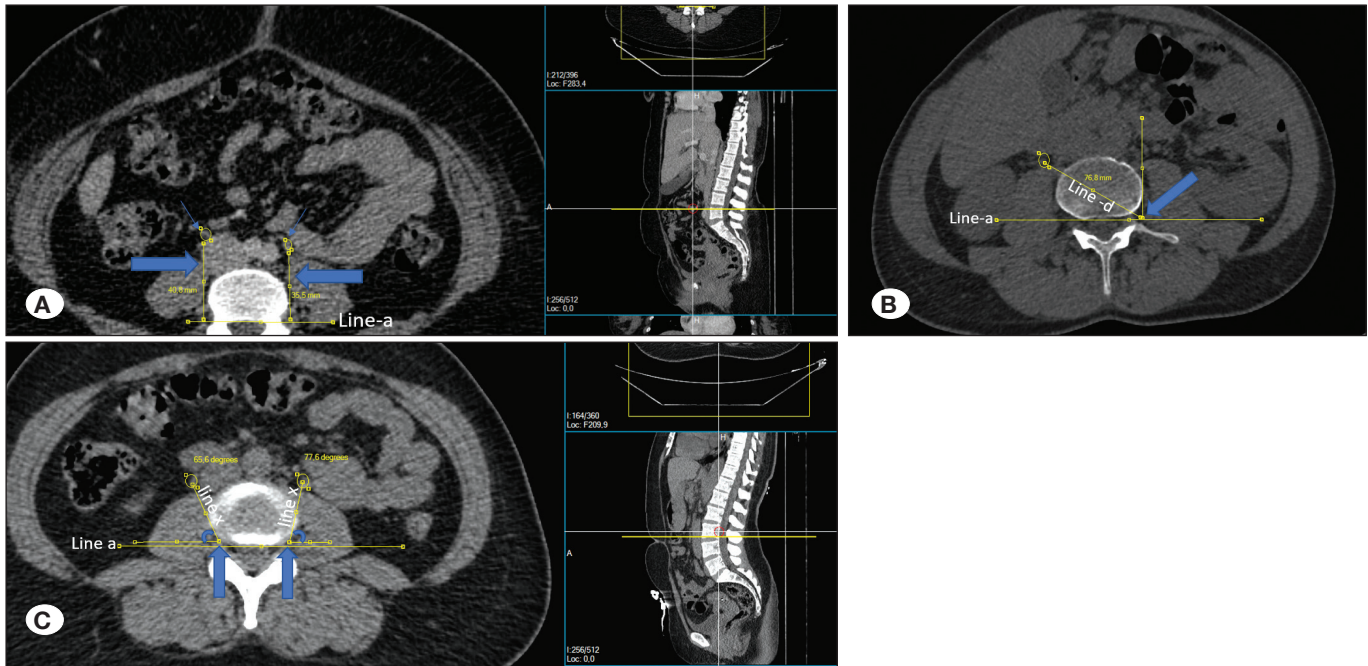 I:212/396
Loc: F283,4
H
A
I:256/512
Loc: 0,0
H
40,8 mm
35,5 mm
Line-a
A
76,8 mm
Line -d
Line-a
B
65,6 degrees
77,6 degrees
line x
line x
Line a
C
I:164/360
Loc: F209,9
H
A
I:256/512
Loc: 0,0